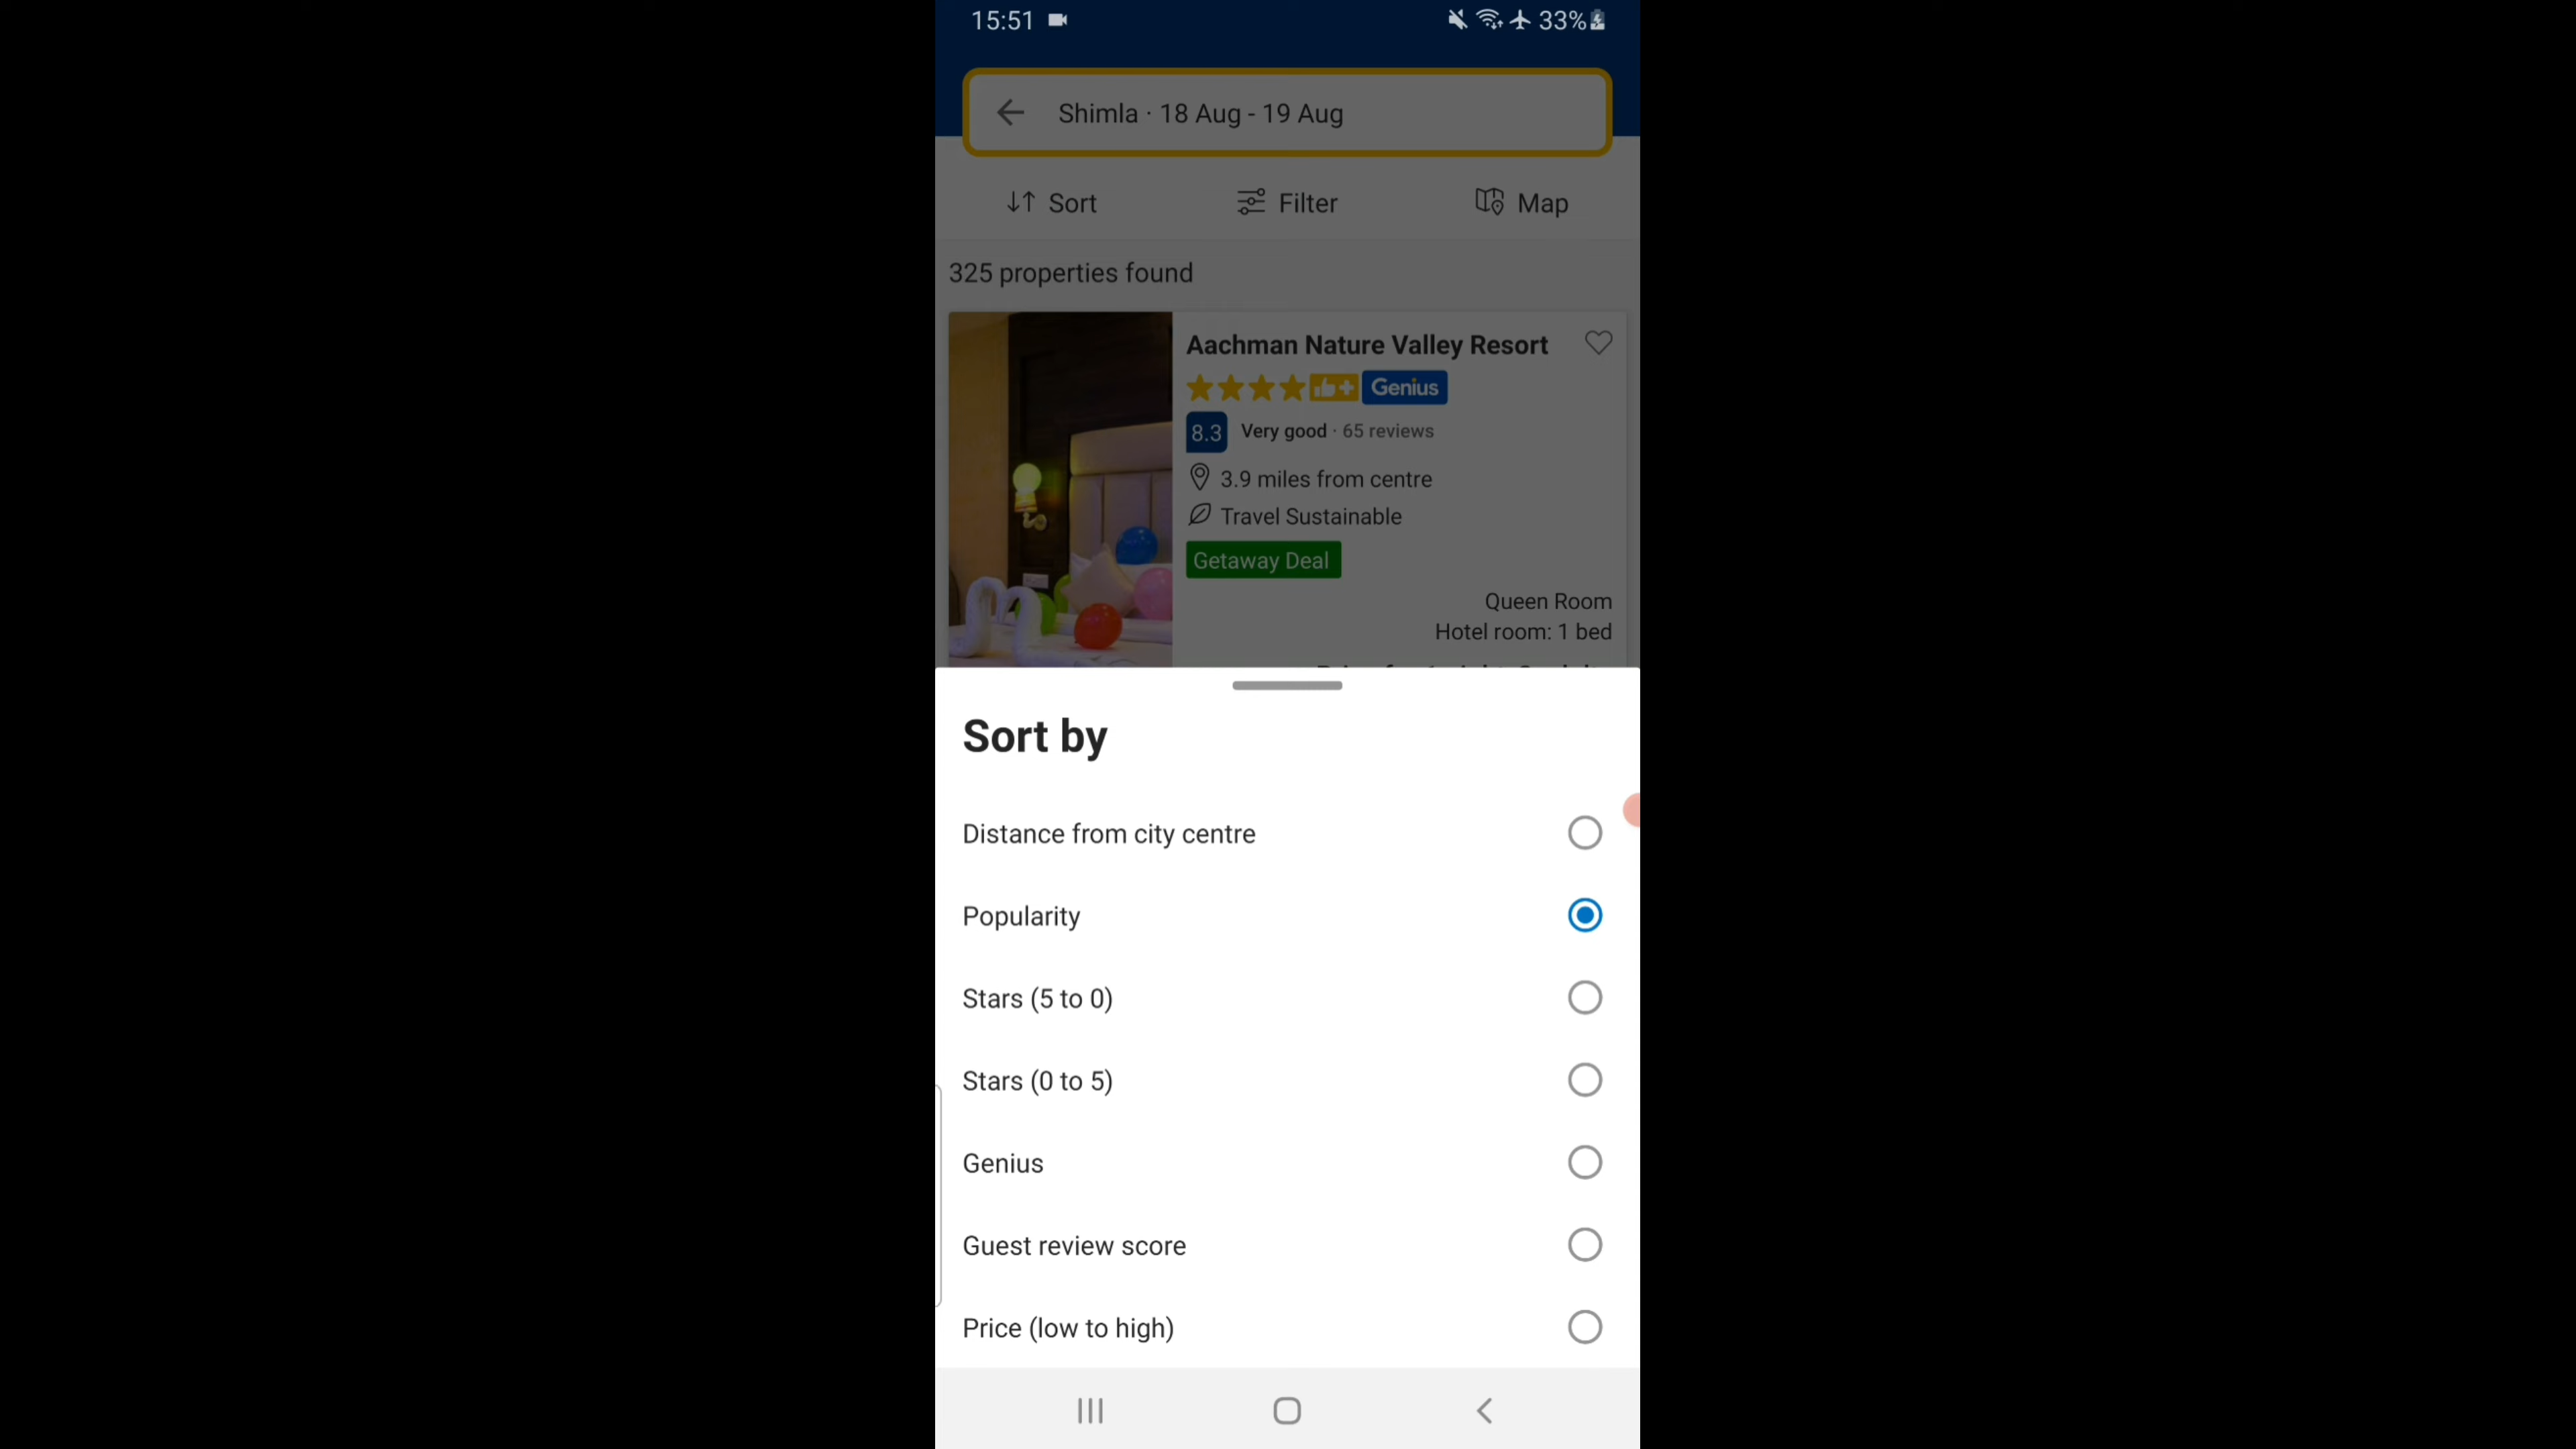 15:51
33%
Shimla · 18 Aug - 19 Aug
Sort
Filter
Map
325 properties found
Aachman Nature Valley Resort
Genius
8.3 Very good · 65 reviews
3.9 miles from centre
Travel Sustainable
Getaway Deal
Queen Room
Hotel room: 1 bed
Sort by
Distance from city centre
Popularity
Stars (5 to 0)
Stars (0 to 5)
Genius
Guest review score
Price (low to high)